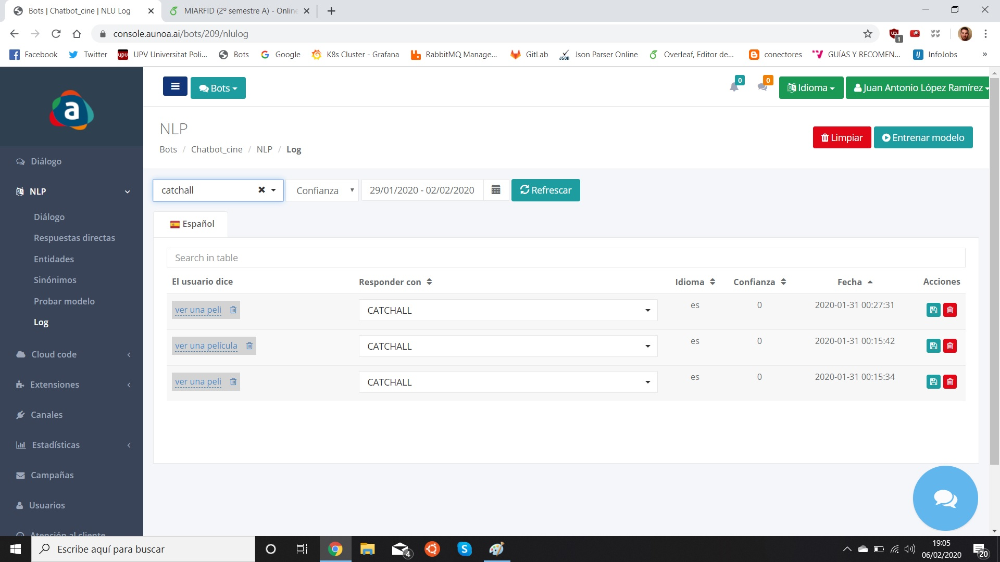 Bots | Chatbot_cine | NLU Log
MIARFID (2º semestre A) - Online
console.aunoa.ai/bots/209/nlulog
1
Facebook
Twitter
UPV Universitat Poli...
Bots
Google
K8s Cluster - Grafana
RabbitMQ Manage...
GitLab
Json Parser Online
Overleaf, Editor de...
conectores
GUÍAS Y RECOMEN...
InfoJobs
»
a
Bots
0
0
Idioma
Juan Antonio López Ramírez
NLP
Bots / Chatbot_cine / NLP / Log
Limpiar
Entrenar modelo
Diálogo
NLP
Diálogo
Respuestas directas
Entidades
Sinónimos
Probar modelo
Log
Cloud code
Extensiones
Canales
Estadísticas
Campañas
Usuarios
Atención al cliente
catchall
Confianza
29/01/2020 - 02/02/2020
Refrescar
Español
Search in table
El usuario dice Responder con Idioma Confianza Fecha Acciones
ver una peli CATCHALL es 0 2020-01-31 00:27:31
ver una película CATCHALL es 0 2020-01-31 00:15:42
ver una peli CATCHALL es 0 2020-01-31 00:15:34
Escribe aquí para buscar
4
S
19:05
06/02/2020
20